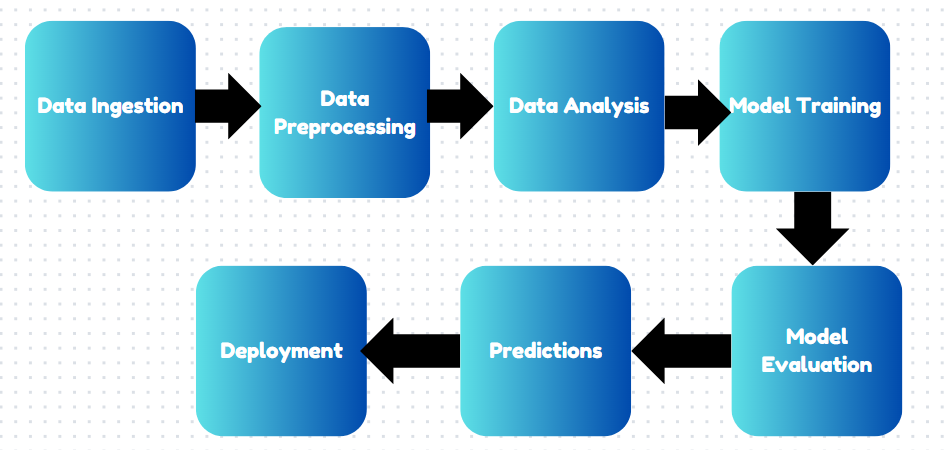 Data Ingestion
Data
Preprocessing
Data Analysis
Model Training
Model
Evaluation
Predictions
Deployment